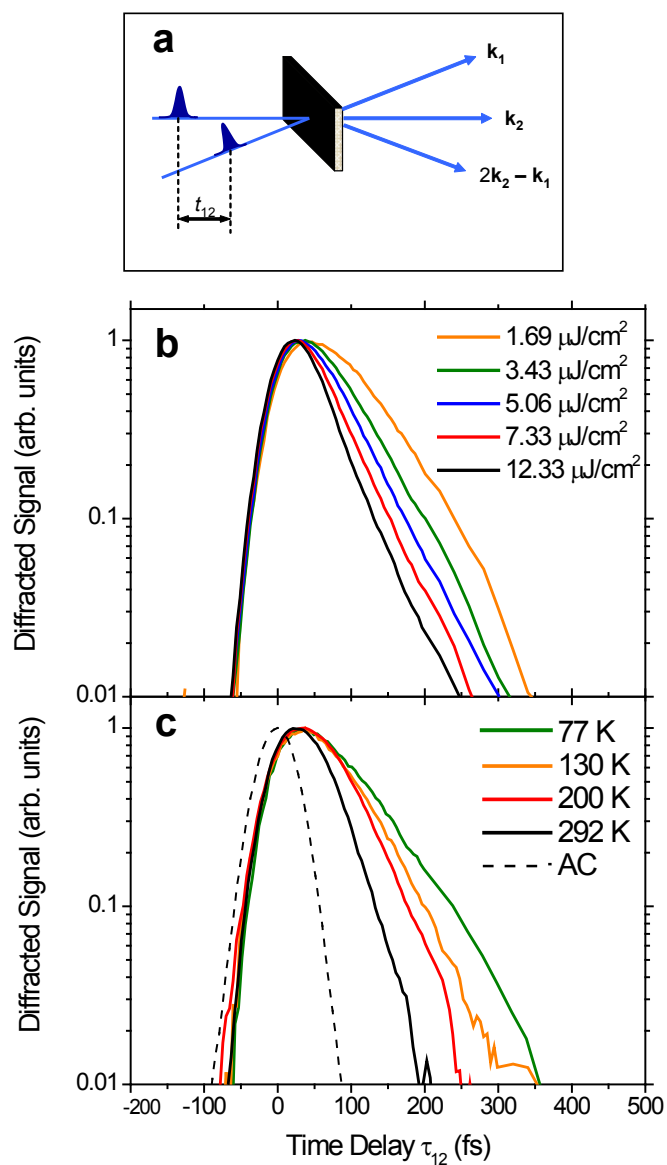 a
k₁
k₂
2k₂ – k₁
t₁₂
b
Diffracted Signal (arb. units)
1
0.1
0.01
1.69 μJ/cm²
3.43 μJ/cm²
5.06 μJ/cm²
7.33 μJ/cm²
12.33 μJ/cm²
c
Diffracted Signal (arb. units)
1
0.1
0.01
77 K
130 K
200 K
292 K
AC
-200 -100 0 100 200 300 400 500
Time Delay τ₁₂ (fs)